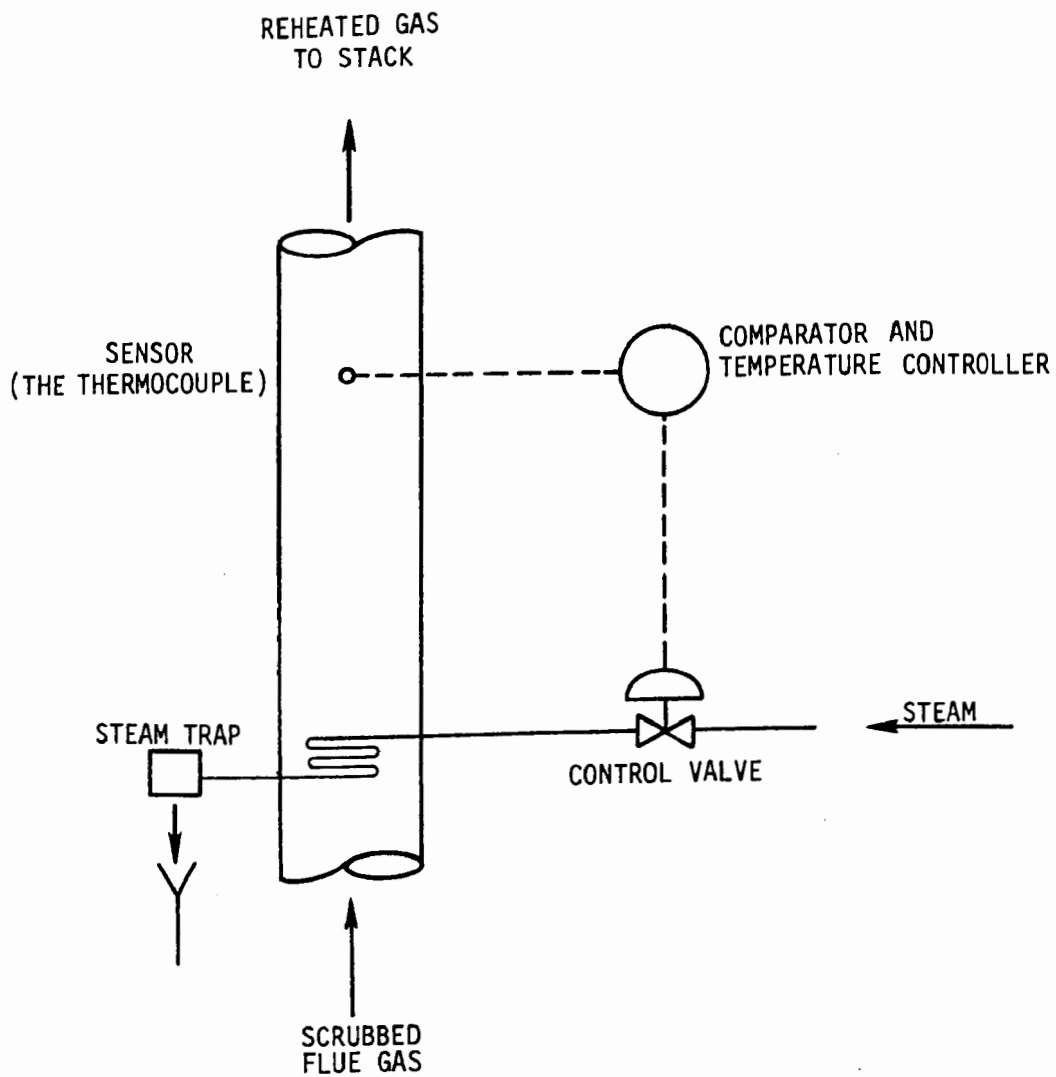 REHEATED GAS
TO STACK
SENSOR
(THE THERMOCOUPLE)
COMPARATOR AND
TEMPERATURE CONTROLLER
STEAM TRAP
STEAM
CONTROL VALVE
SCRUBBED
FLUE GAS